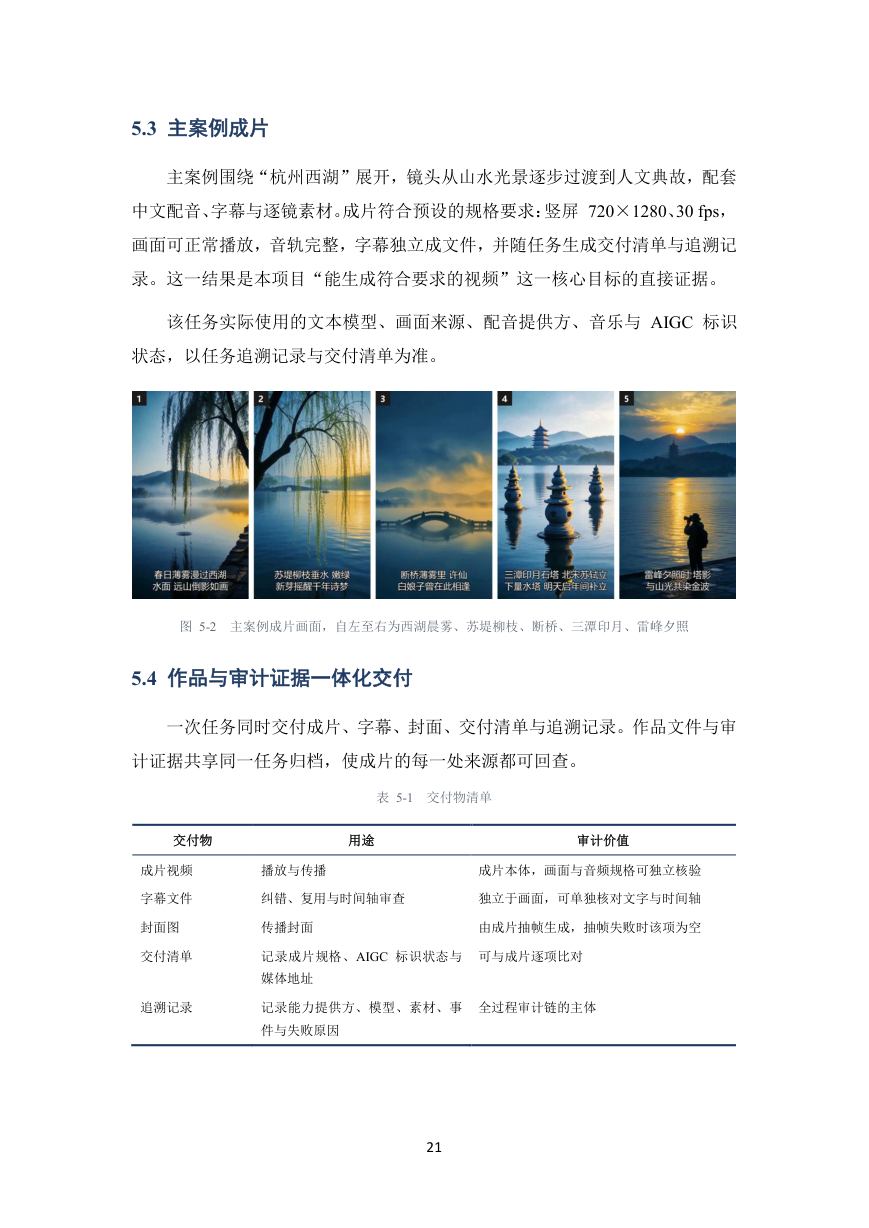 5.3 主案例成片
主案例围绕“杭州西湖”展开，镜头从山水光景逐步过渡到人文典故，配套
中文配音、字幕与逐镜素材。成片符合预设的规格要求：竖屏 720×1280、30 fps，
画面可正常播放，音轨完整，字幕独立成文件，并随任务生成交付清单与追溯记
录。这一结果是本项目“能生成符合要求的视频”这一核心目标的直接证据。
该任务实际使用的文本模型、画面来源、配音提供方、音乐与 AIGC 标识
状态，以任务追溯记录与交付清单为准。
1
春日薄雾漫过西湖
水面 远山倒影如画
2
苏堤柳枝垂水 嫩绿
新芽摇醒千年诗梦
3
断桥薄雾里 许仙
白娘子曾在此相逢
4
三潭印月石塔 北宋苏轼立
下量水塔 明天启年间补立
5
雷峰夕照时 塔影
与山光共染金波
图 5-2 主案例成片画面，自左至右为西湖晨雾、苏堤柳枝、断桥、三潭印月、雷峰夕照
5.4 作品与审计证据一体化交付
一次任务同时交付成片、字幕、封面、交付清单与追溯记录。作品文件与审
计证据共享同一任务归档，使成片的每一处来源都可回查。
表 5-1 交付物清单
交付物 用途 审计价值
成片视频 播放与传播 成片本体，画面与音频规格可独立核验
字幕文件 纠错、复用与时间轴审查 独立于画面，可单独核对文字与时间轴
封面图 传播封面 由成片抽帧生成，抽帧失败时该项为空
交付清单 记录成片规格、AIGC 标识状态与 可与成片逐项比对
媒体地址
追溯记录 记录能力提供方、模型、素材、事 全过程审计链的主体
件与失败原因
21